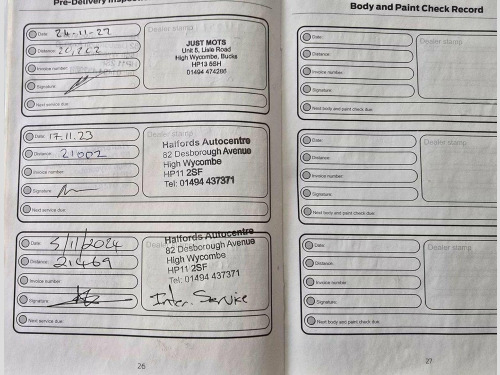 Pre-Delivery Inspec
Date: 24-11-22
Distance: 20,262
Invoice number:
Signature:
Next service due:
Dealer stamp
JUST MOTS
Unit 5, Lisle Road
High Wycombe, Bucks
HP13 5SH
01494 474286
Date: 17.11.23
Distance: 21002
Invoice number:
Signature:
Next service due:
Dealer stamp
Halfords Autocentre
82 Desborough Avenue
High Wycombe
HP11 2SF
Tel: 01494 437371
Date: 5/11/2024
Distance: 21469
Invoice number:
Signature:
Next service due:
Halfords Autocentre
82 Desborough Avenue
High Wycombe
HP11 2SF
Tel: 01494 437371
Inter. Service
26
Body and Paint Check Record
Date:
Distance:
Invoice number:
Signature:
Next body and paint check due:
Dealer stamp
Date:
Distance:
Invoice number:
Signature:
Next body and paint check due:
Dealer stamp
Date:
Distance:
Invoice number:
Signature:
Next body and paint check due:
Dealer stamp
27